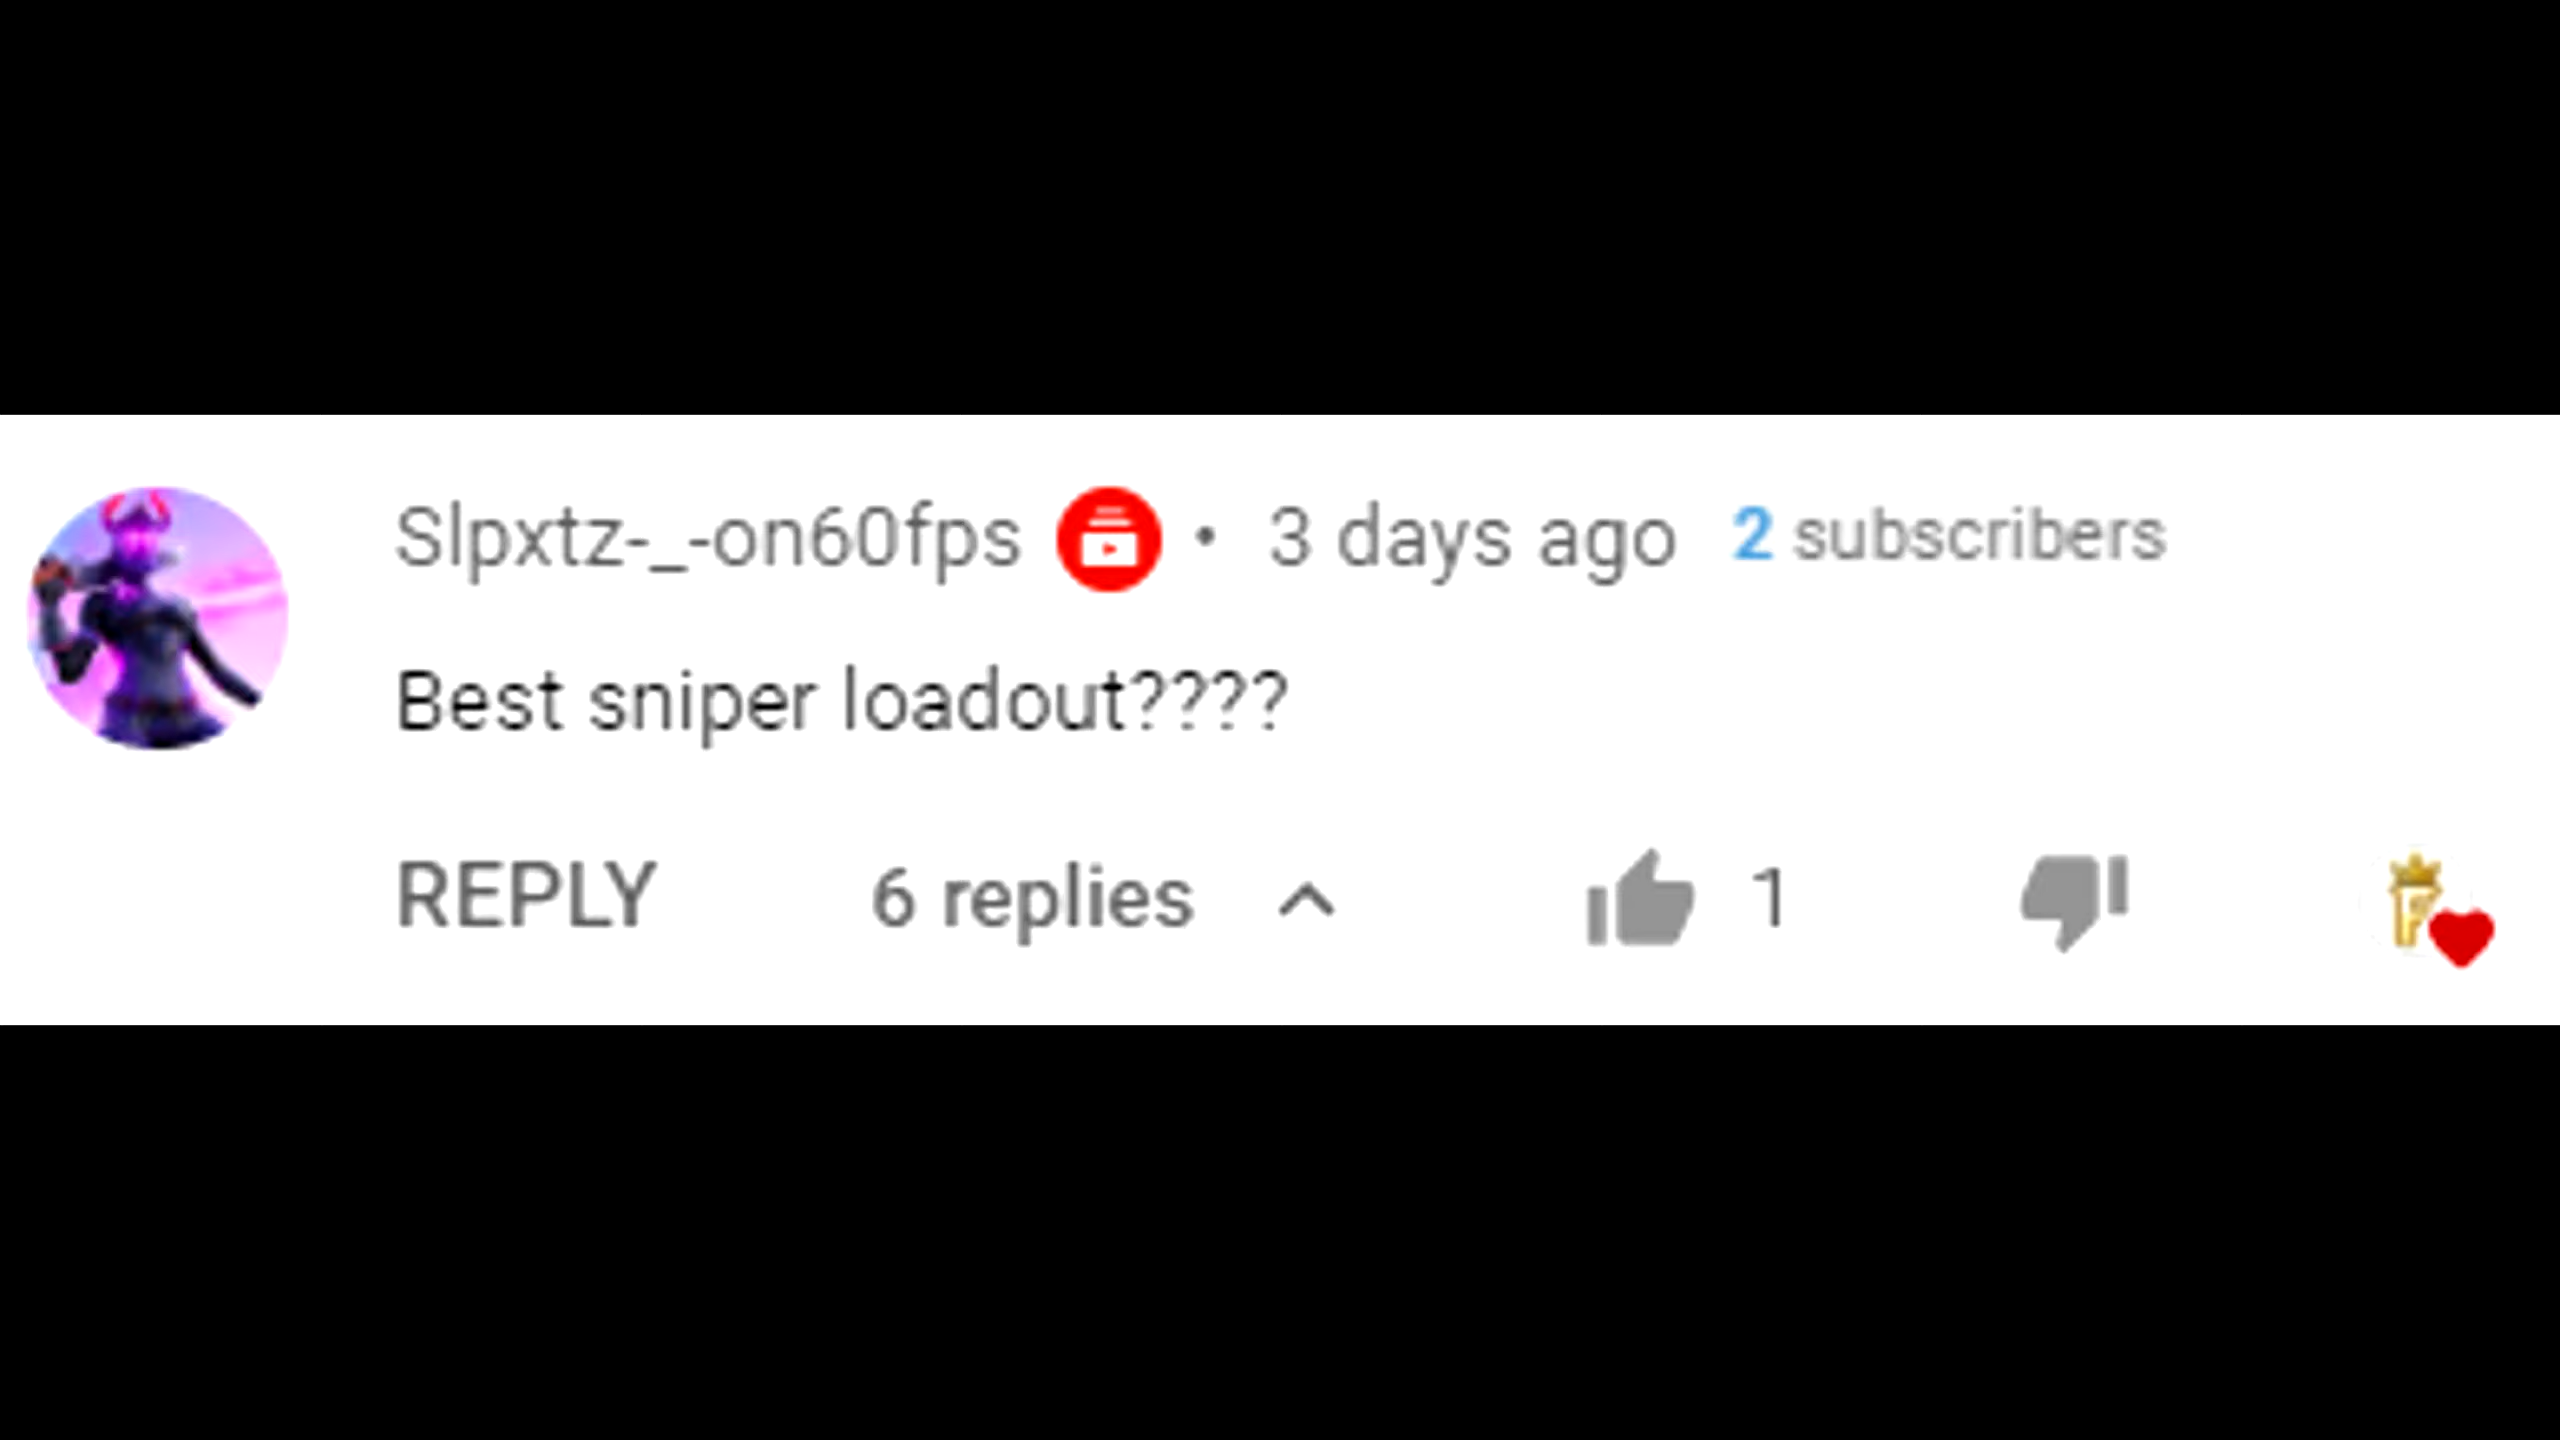 Slpxtz-_-on60fps • 3 days ago 2 subscribers
Best sniper loadout????
REPLY 6 replies 1